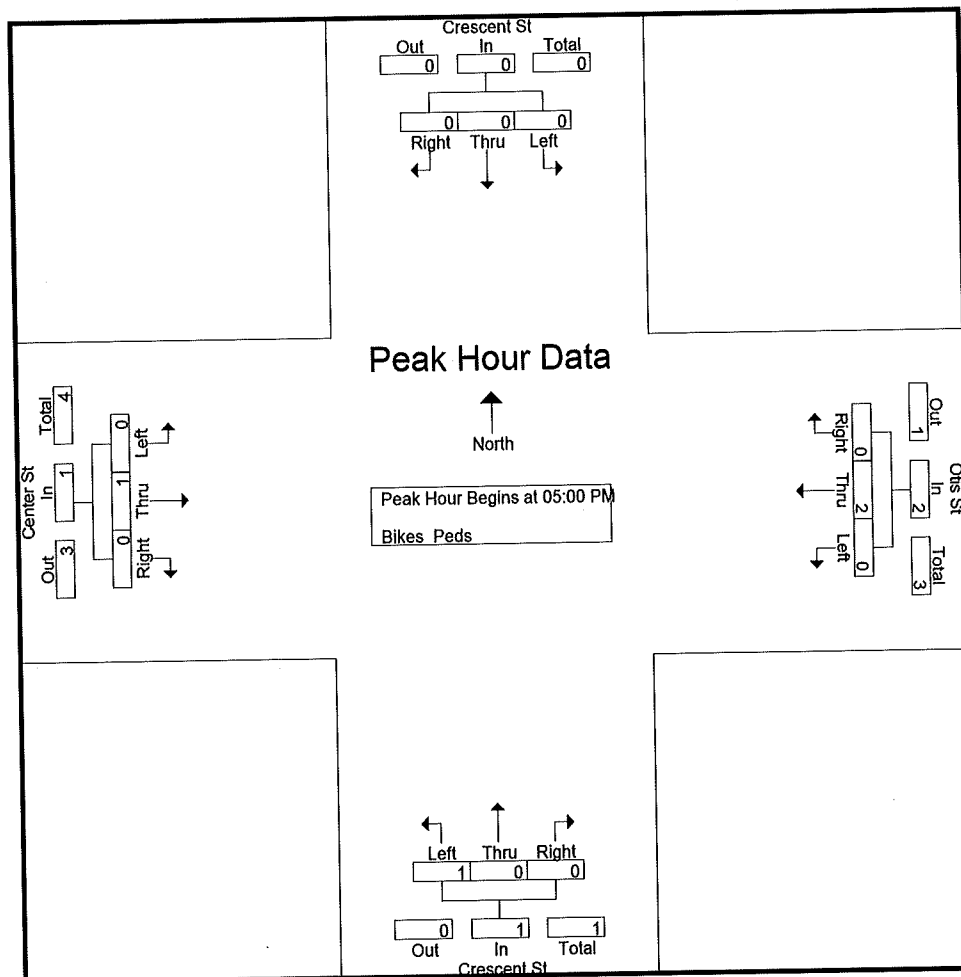 Crescent St
Out In Total
0 0 0
0 0 0
Right Thru Left
Peak Hour Data
North
Peak Hour Begins at 05:00 PM
Bikes Peds
Center St
Total In Out
4 1 3
0 1 0
Left Thru Right
Otis St
Out In Total
1 2 3
0 2 0
Right Thru Left
Left Thru Right
1 0 0
0 1 1
Out In Total
Crescent St